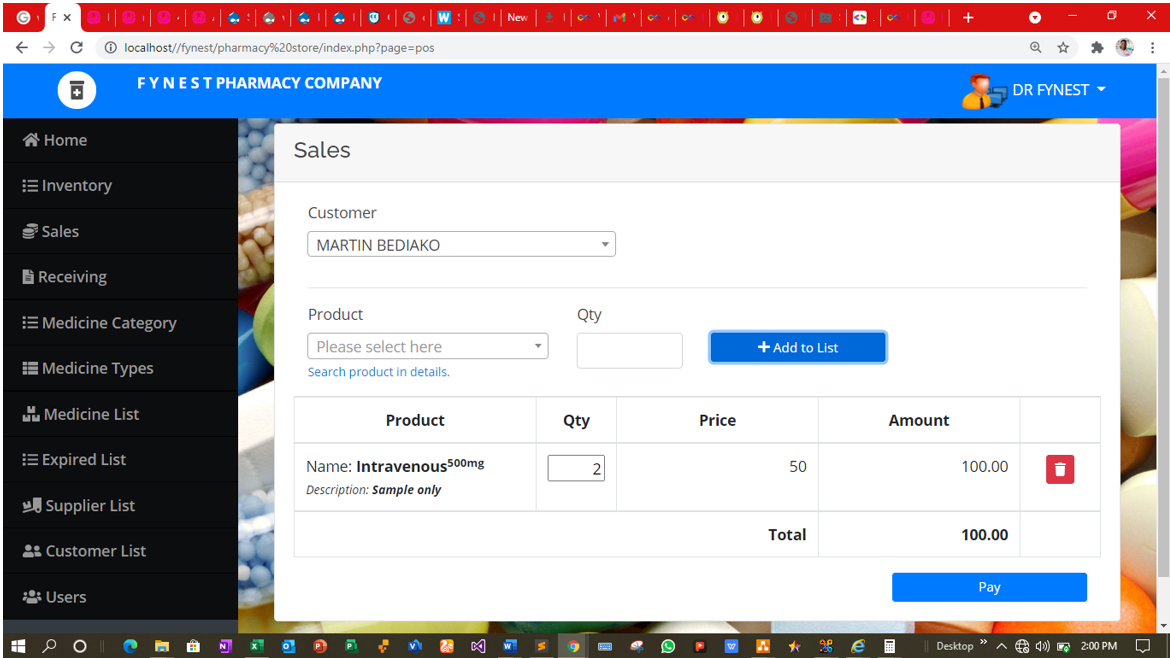 New
localhost//fynest/pharmacy%20store/index.php?page=pos
F Y N E S T PHARMACY COMPANY
DR FYNEST
Home
Inventory
Sales
Receiving
Medicine Category
Medicine Types
Medicine List
Expired List
Supplier List
Customer List
Users
Sales
Customer
MARTIN BEDIAKO
Product
Qty
Please select here
+ Add to List
Search product in details.
Product Qty Price Amount
Name: Intravenous500mg 2 50 100.00
Description: Sample only
Total 100.00
Pay
Desktop
2:00 PM